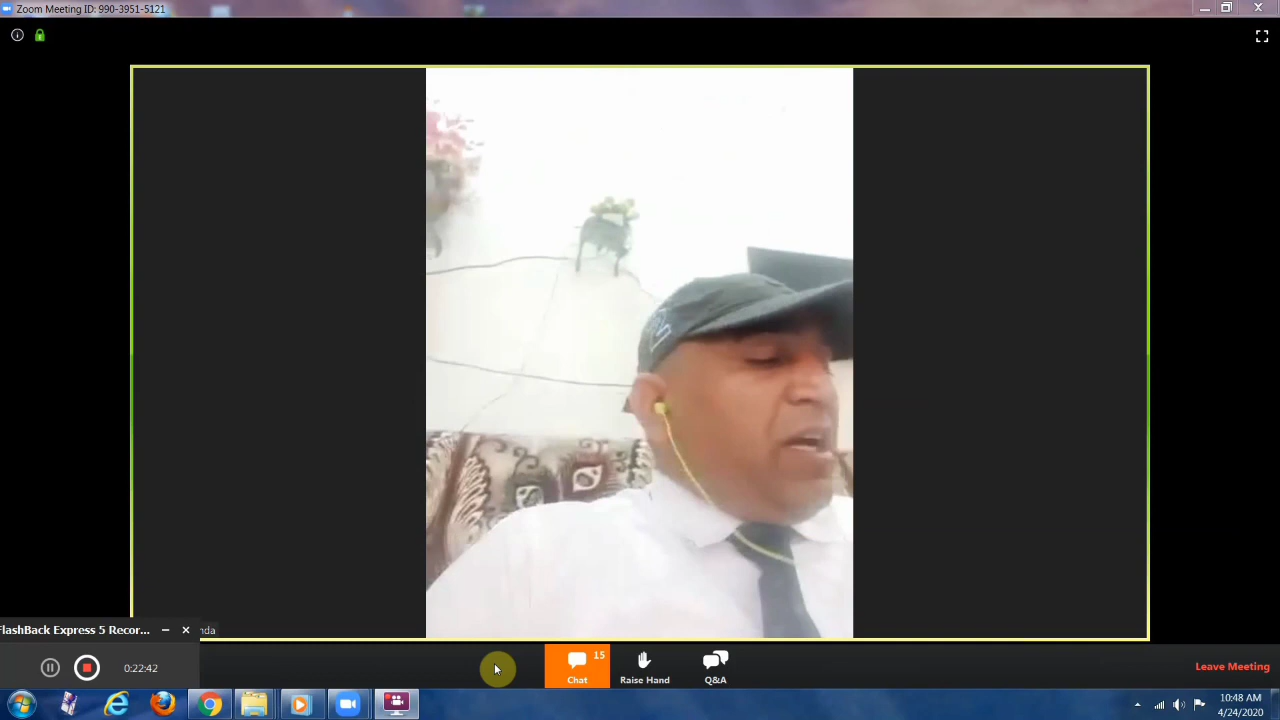 Zoom Meeting ID: 990-3951-5121
FlashBack Express 5 Recor...
nda
0:22:42
15
Chat
Raise Hand
Q&A
Leave Meeting
10:48 AM
4/24/2020